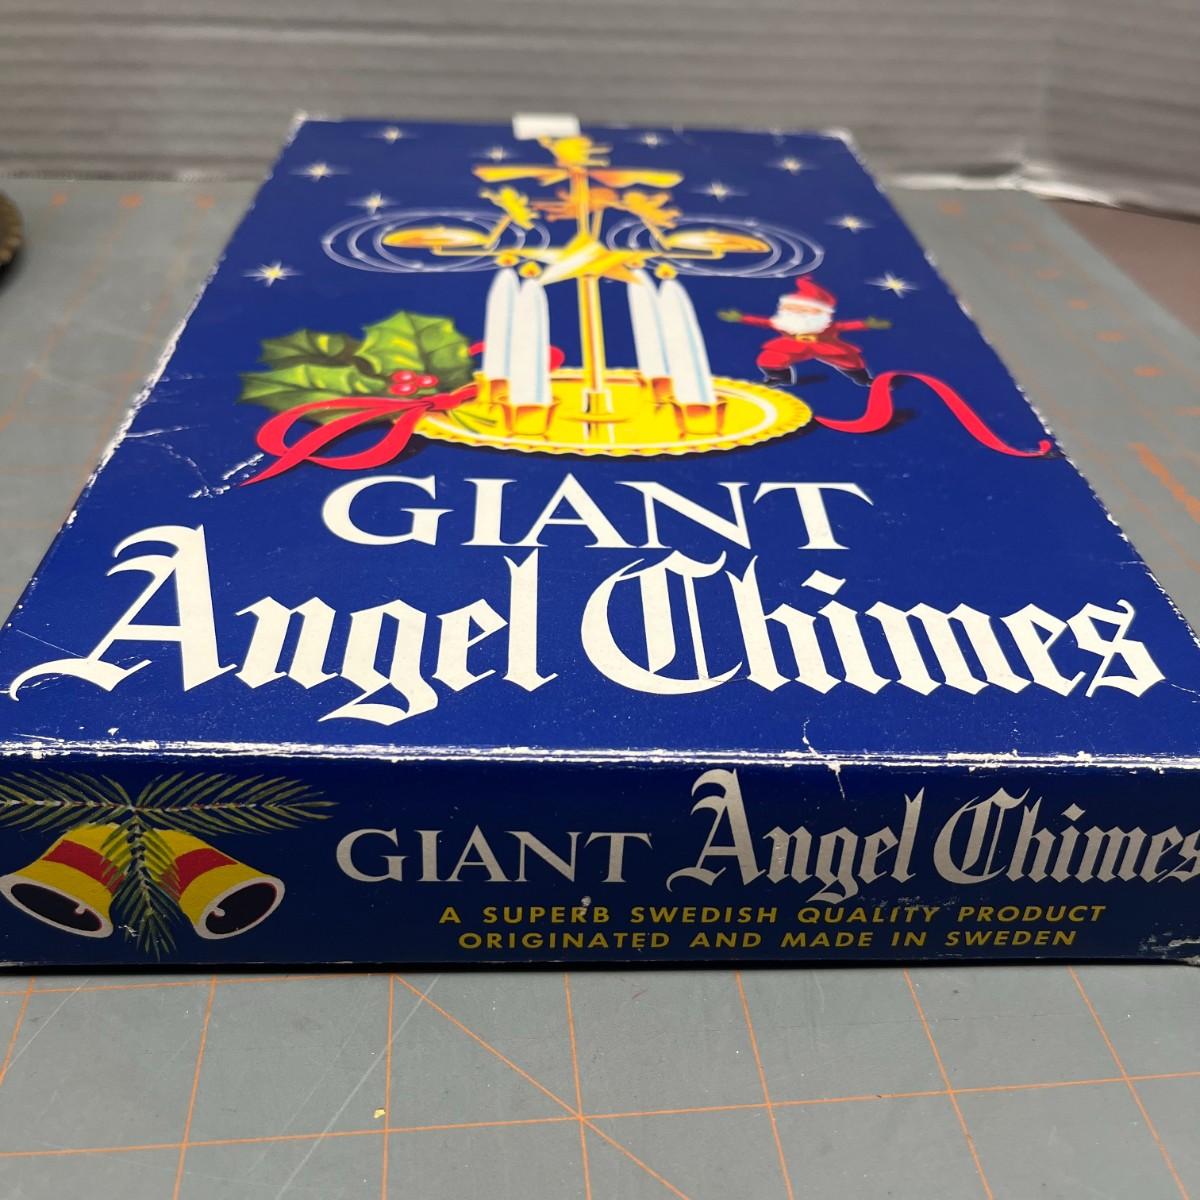 GIANT
Angel Chimes
GIANT Angel Chimes
A SUPERB SWEDISH QUALITY PRODUCT
ORIGINATED AND MADE IN SWEDEN